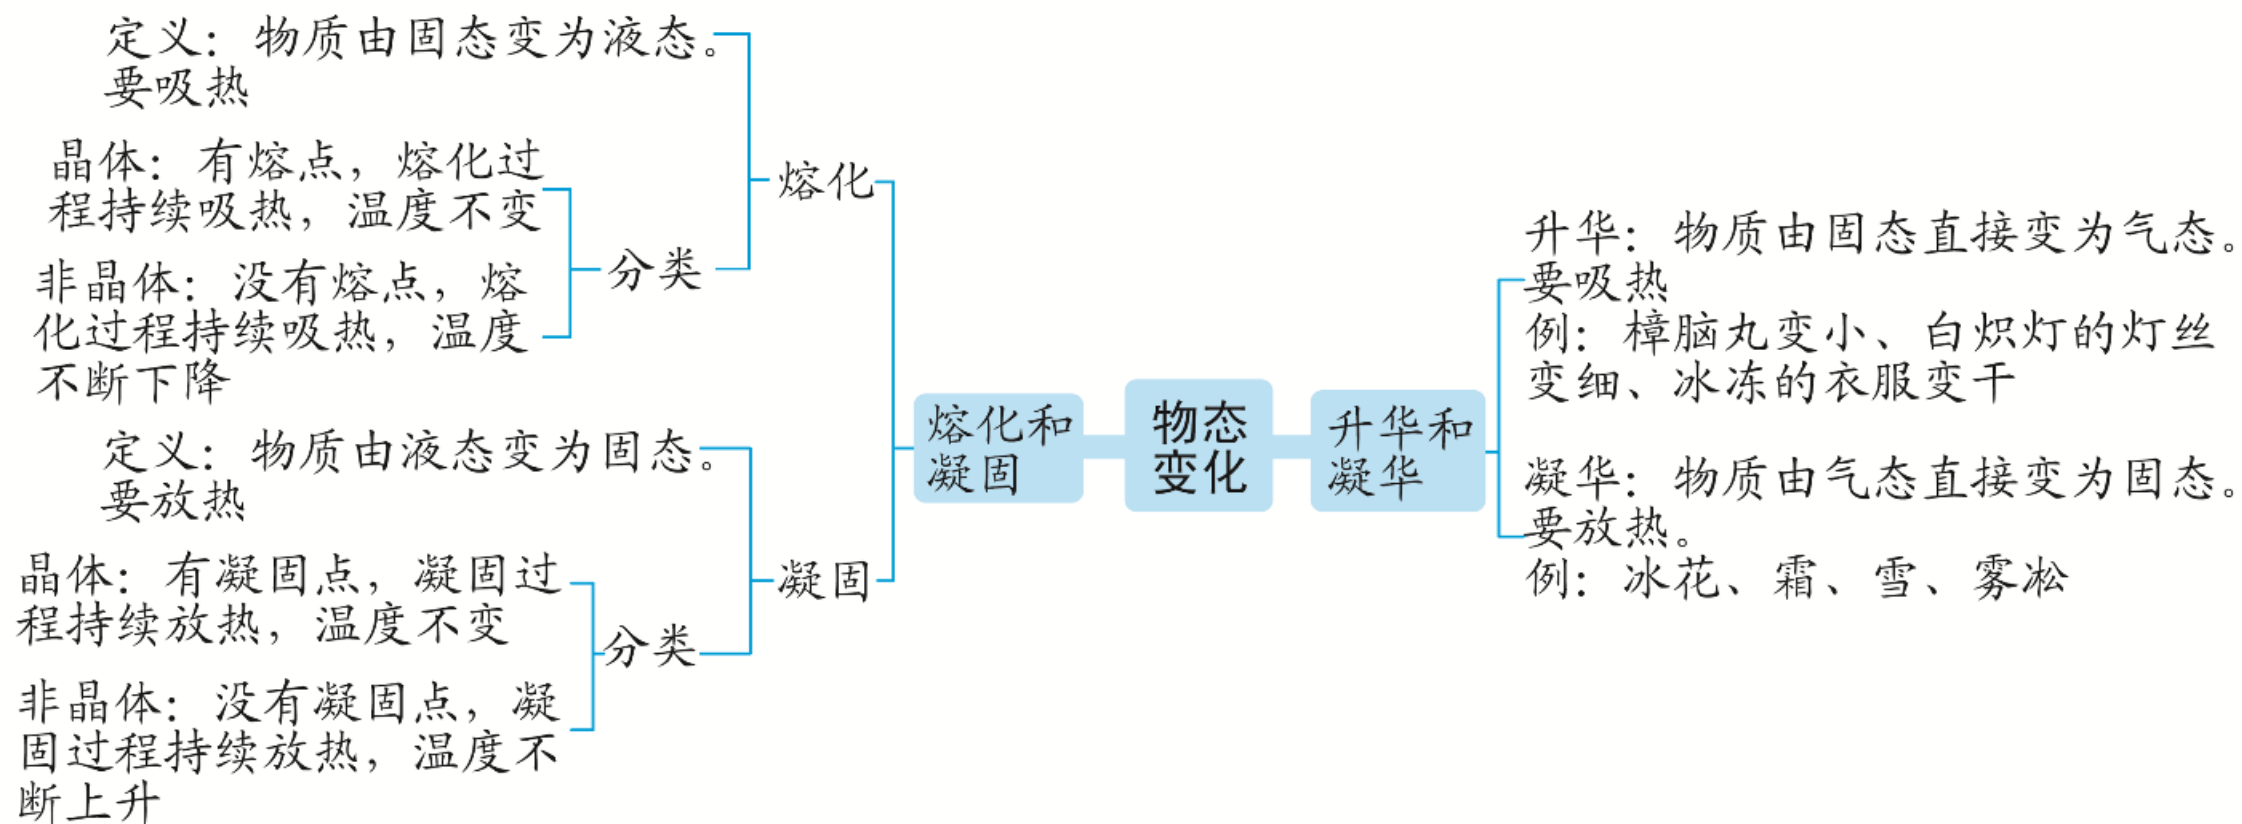 定义：物质由固态变为液态。
要吸热
晶体：有熔点，熔化过
程持续吸热，温度不变
非晶体：没有熔点，熔
化过程持续吸热，温度
不断下降
分类
熔化
定义：物质由液态变为固态。
要放热
晶体：有凝固点，凝固过
程持续放热，温度不变
非晶体：没有凝固点，凝
固过程持续放热，温度不
断上升
分类
凝固
熔化和
凝固
物态
变化
升华和
凝华
升华：物质由固态直接变为气态。
要吸热
例：樟脑丸变小、白炽灯的灯丝
变细、冰冻的衣服变干
凝华：物质由气态直接变为固态。
要放热。
例：冰花、霜、雪、雾凇